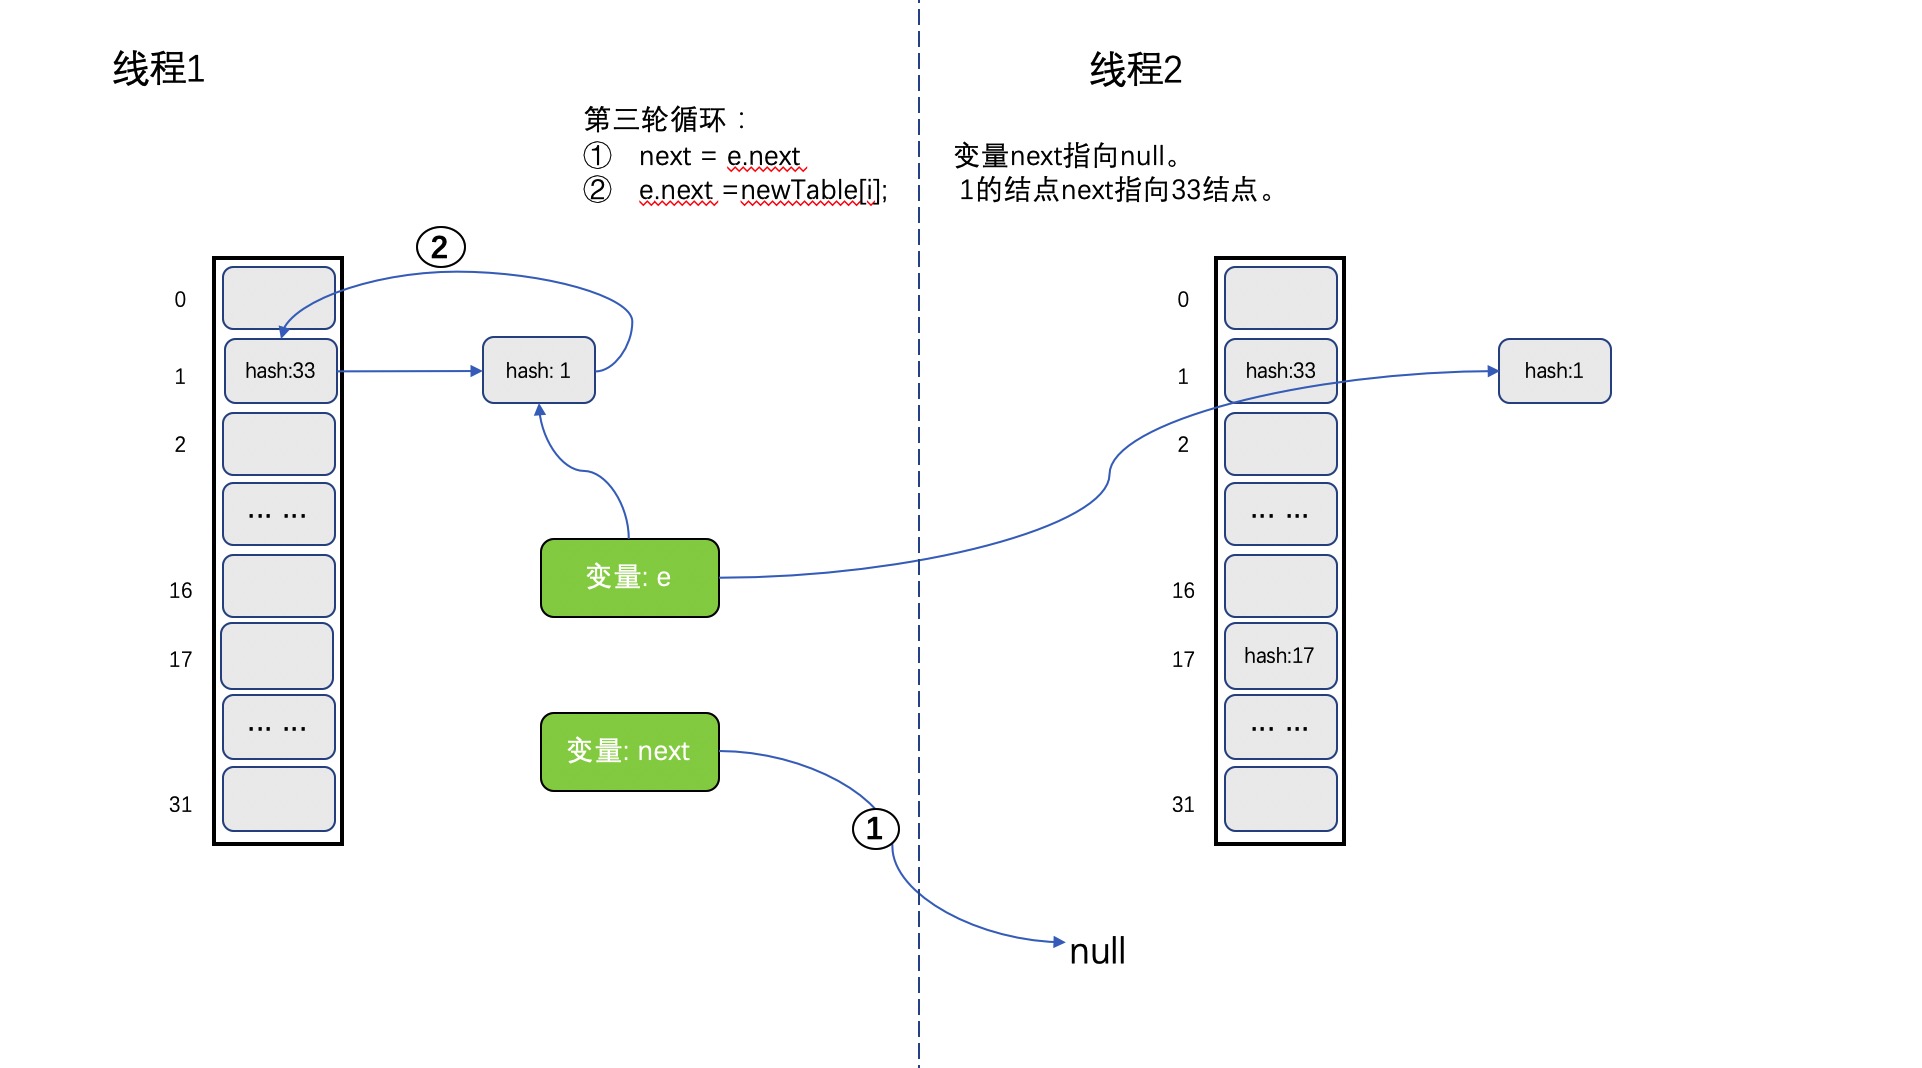 线程1
线程2
第三轮循环：
① next = e.next
② e.next =newTable[i];
变量next指向null。
1的结点next指向33结点。
2
0
1 hash:33 hash: 1
2
... ...
16
17
... ...
31
变量: e
变量: next
1
null
0
1 hash:33 hash:1
2
... ...
16
17 hash:17
... ...
31